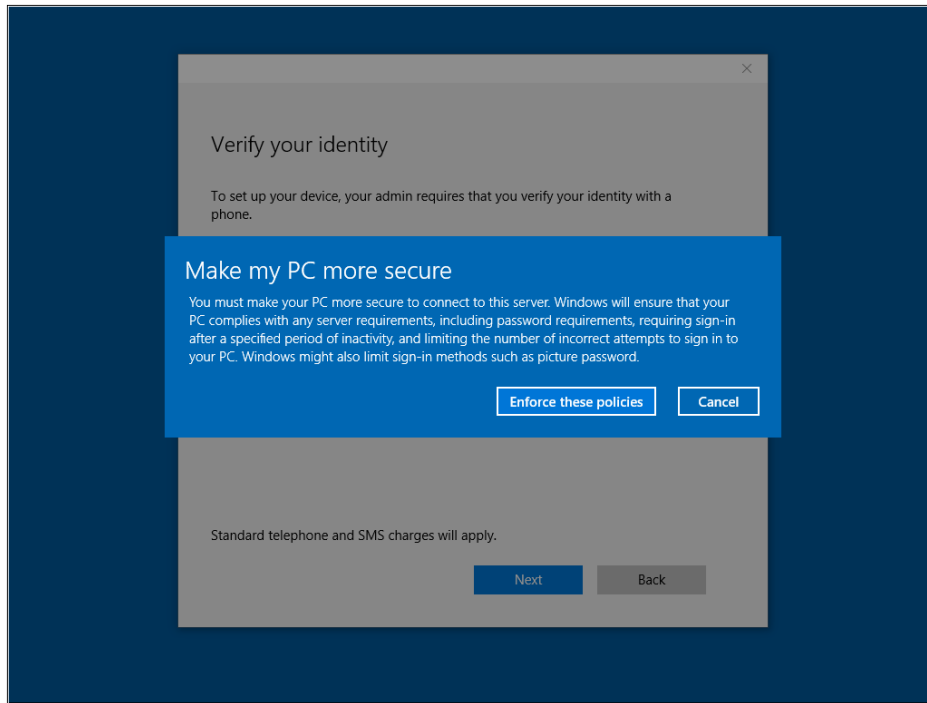 Verify your identity
To set up your device, your admin requires that you verify your identity with a
phone.
Make my PC more secure
You must make your PC more secure to connect to this server. Windows will ensure that your
PC complies with any server requirements, including password requirements, requiring sign-in
after a specified period of inactivity, and limiting the number of incorrect attempts to sign in to
your PC. Windows might also limit sign-in methods such as picture password.
Enforce these policies Cancel
Standard telephone and SMS charges will apply.
Next Back